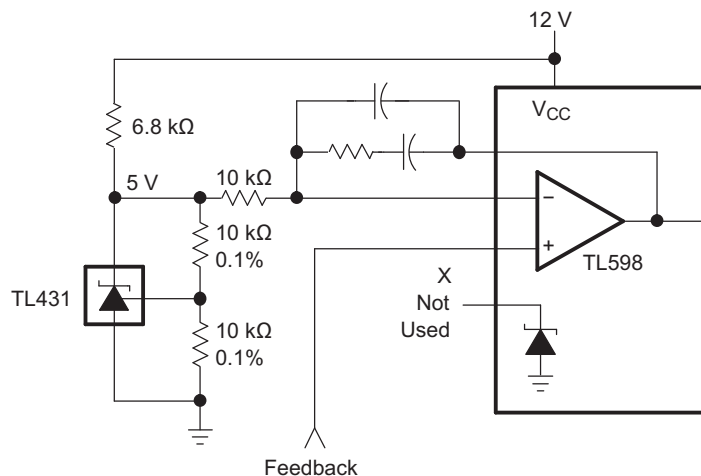 12 V
6.8 kΩ
VCC
5 V
10 kΩ
10 kΩ
0.1%
TL431
10 kΩ
0.1%
−
+
TL598
X
Not
Used
Feedback